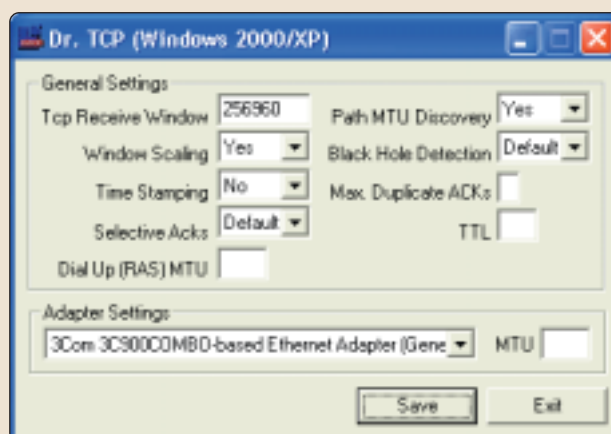 Dr. TCP (Windows 2000/XP)
General Settings
Tcp Receive Window 256960
Path MTU Discovery Yes
Window Scaling Yes
Black Hole Detection Default
Time Stamping No
Max. Duplicate ACKs
Selective Acks Default
TTL
Dial Up (RAS) MTU
Adapter Settings
3Com 3C900COMBO-based Ethernet Adapter (Gene
MTU
Save
Exit